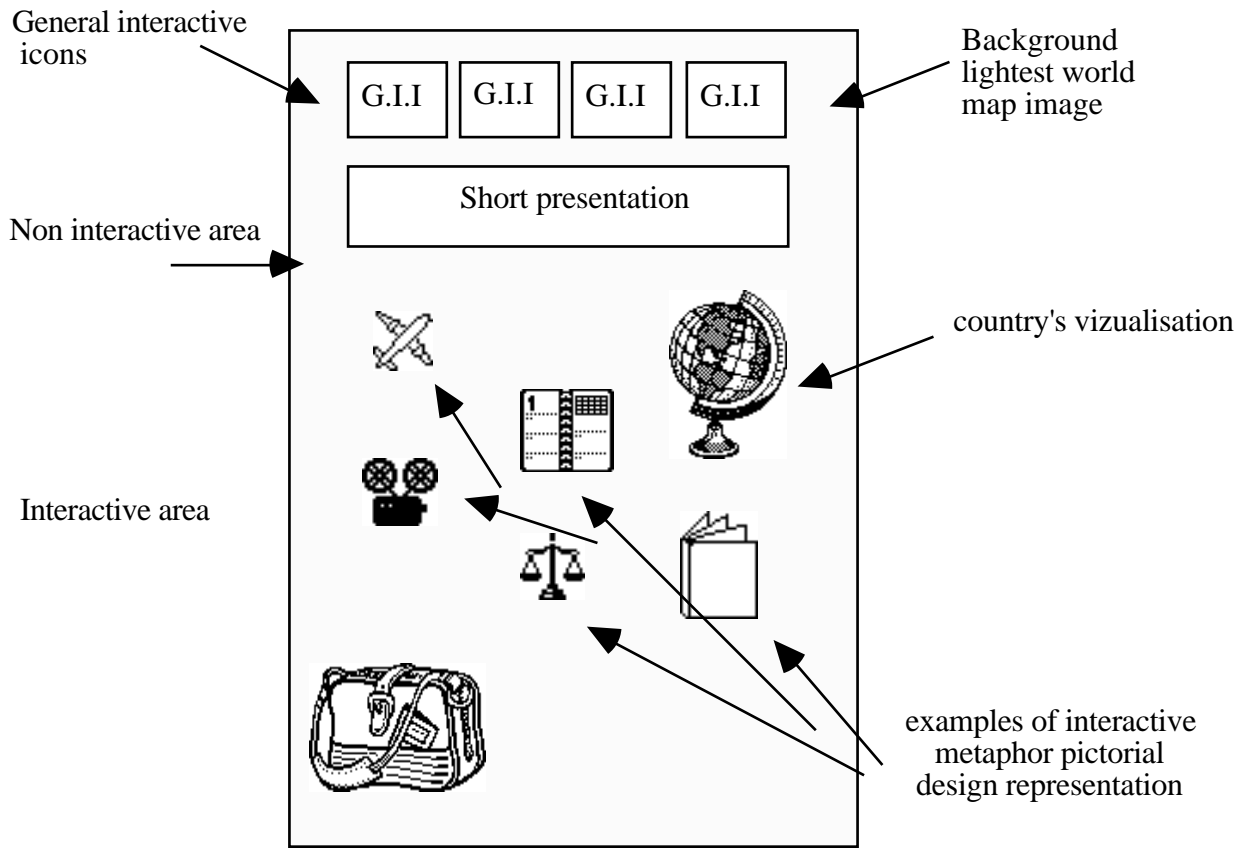 General interactive
icons
Background
lightest world
map image
G.I.I G.I.I G.I.I G.I.I
Short presentation
Non interactive area
country's vizualisation
1
Interactive area
examples of interactive
metaphor pictorial
design representation